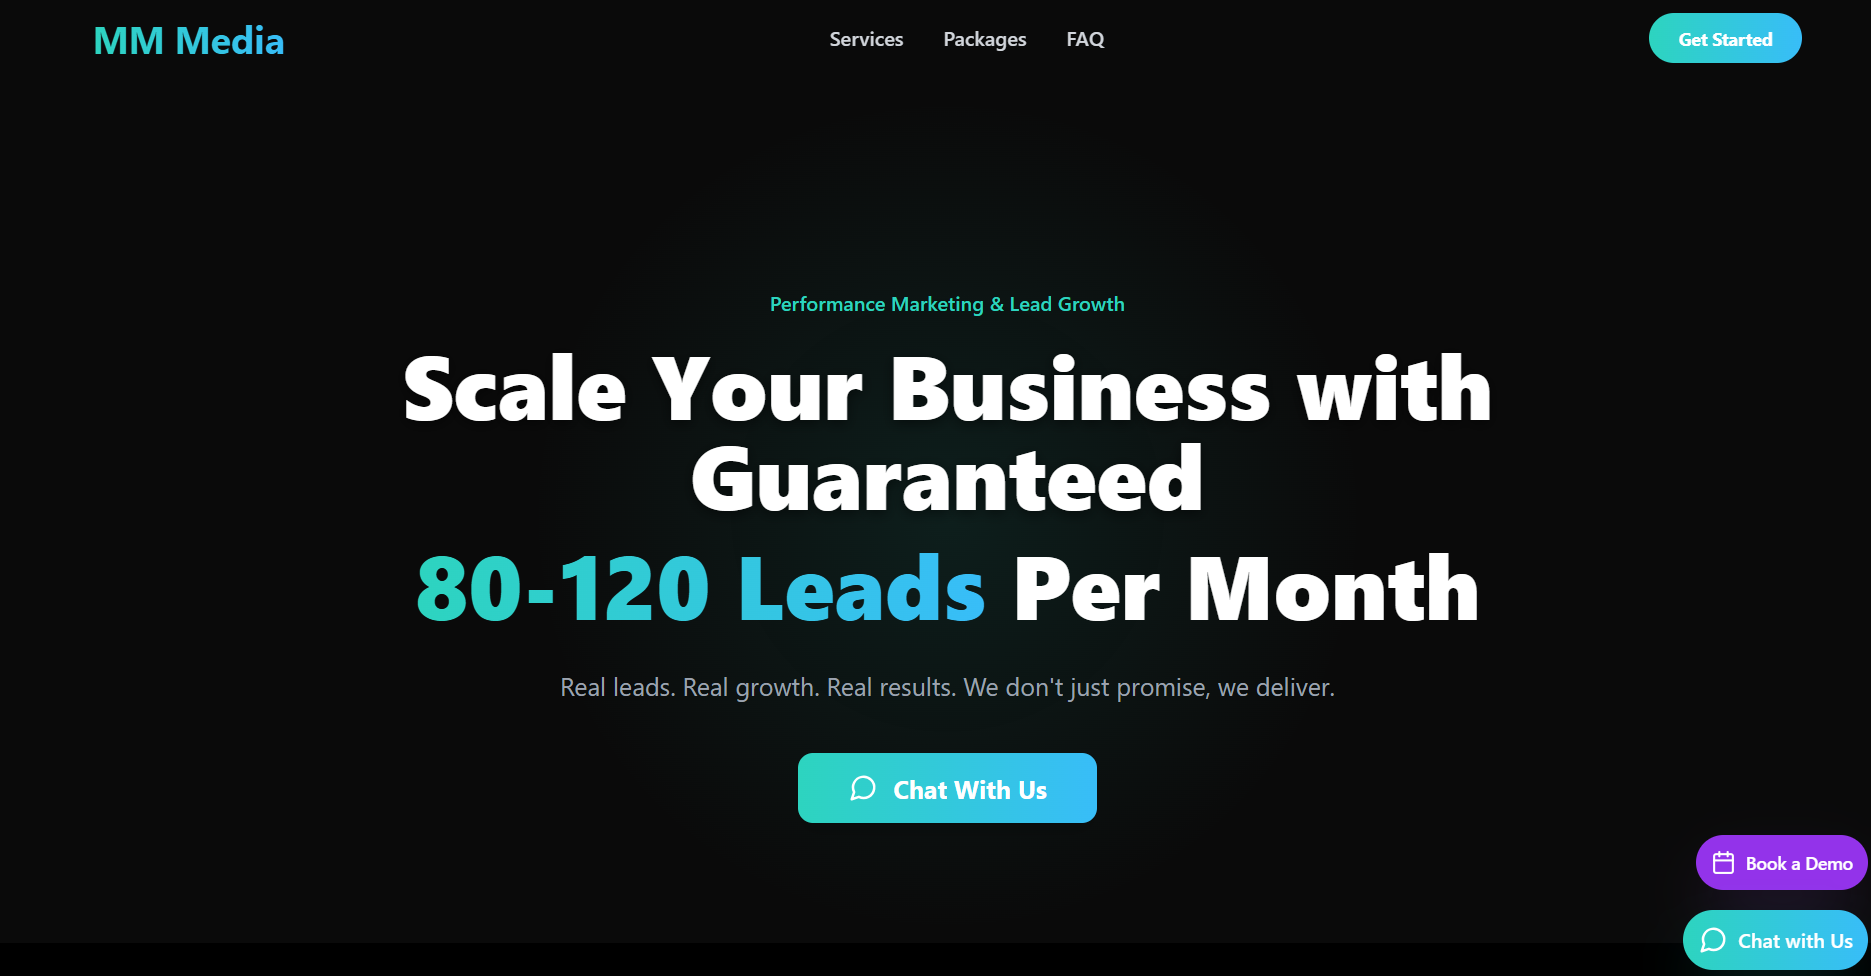 MM Media
Services
Packages
FAQ
Get Started
Performance Marketing & Lead Growth
Scale Your Business with
Guaranteed
80-120 Leads Per Month
Real leads. Real growth. Real results. We don't just promise, we deliver.
Chat With Us
Book a Demo
Chat with Us